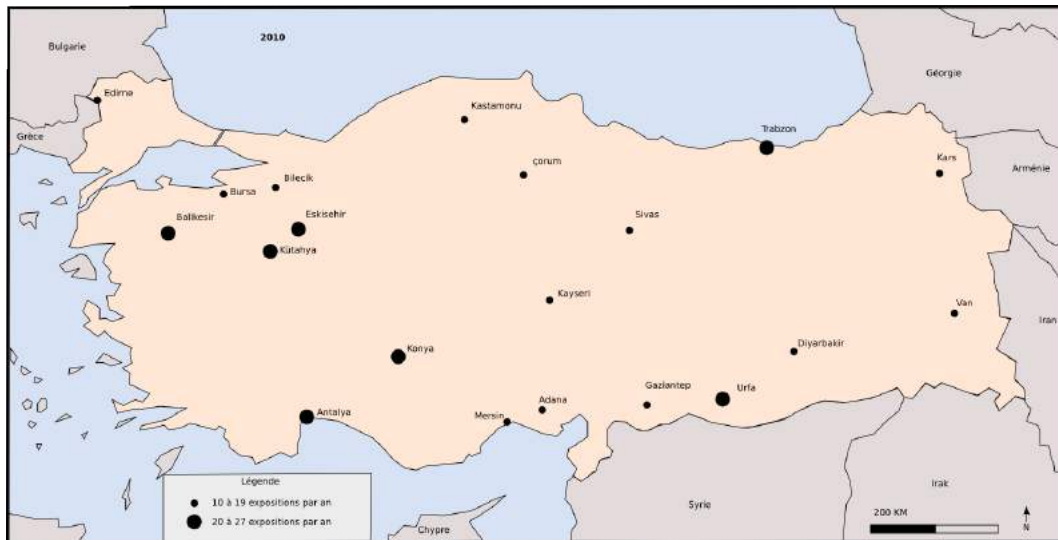 2010
Bulgarie
Géorgie
Edirne
Kastamonu
Trabzon
Grèce
çorum
Kars
Arménie
Bilecik
Bursa
Balikesir
Eskisehir
Sivas
Kütahya
Kayseri
Van
Iran
Konya
Diyarbakir
Urfa
Gaziantep
Adana
Antalya
Mersin
Légende
10 à 19 expositions par an
20 à 27 expositions par an
Chypre
Syrie
Irak
200 KM
N